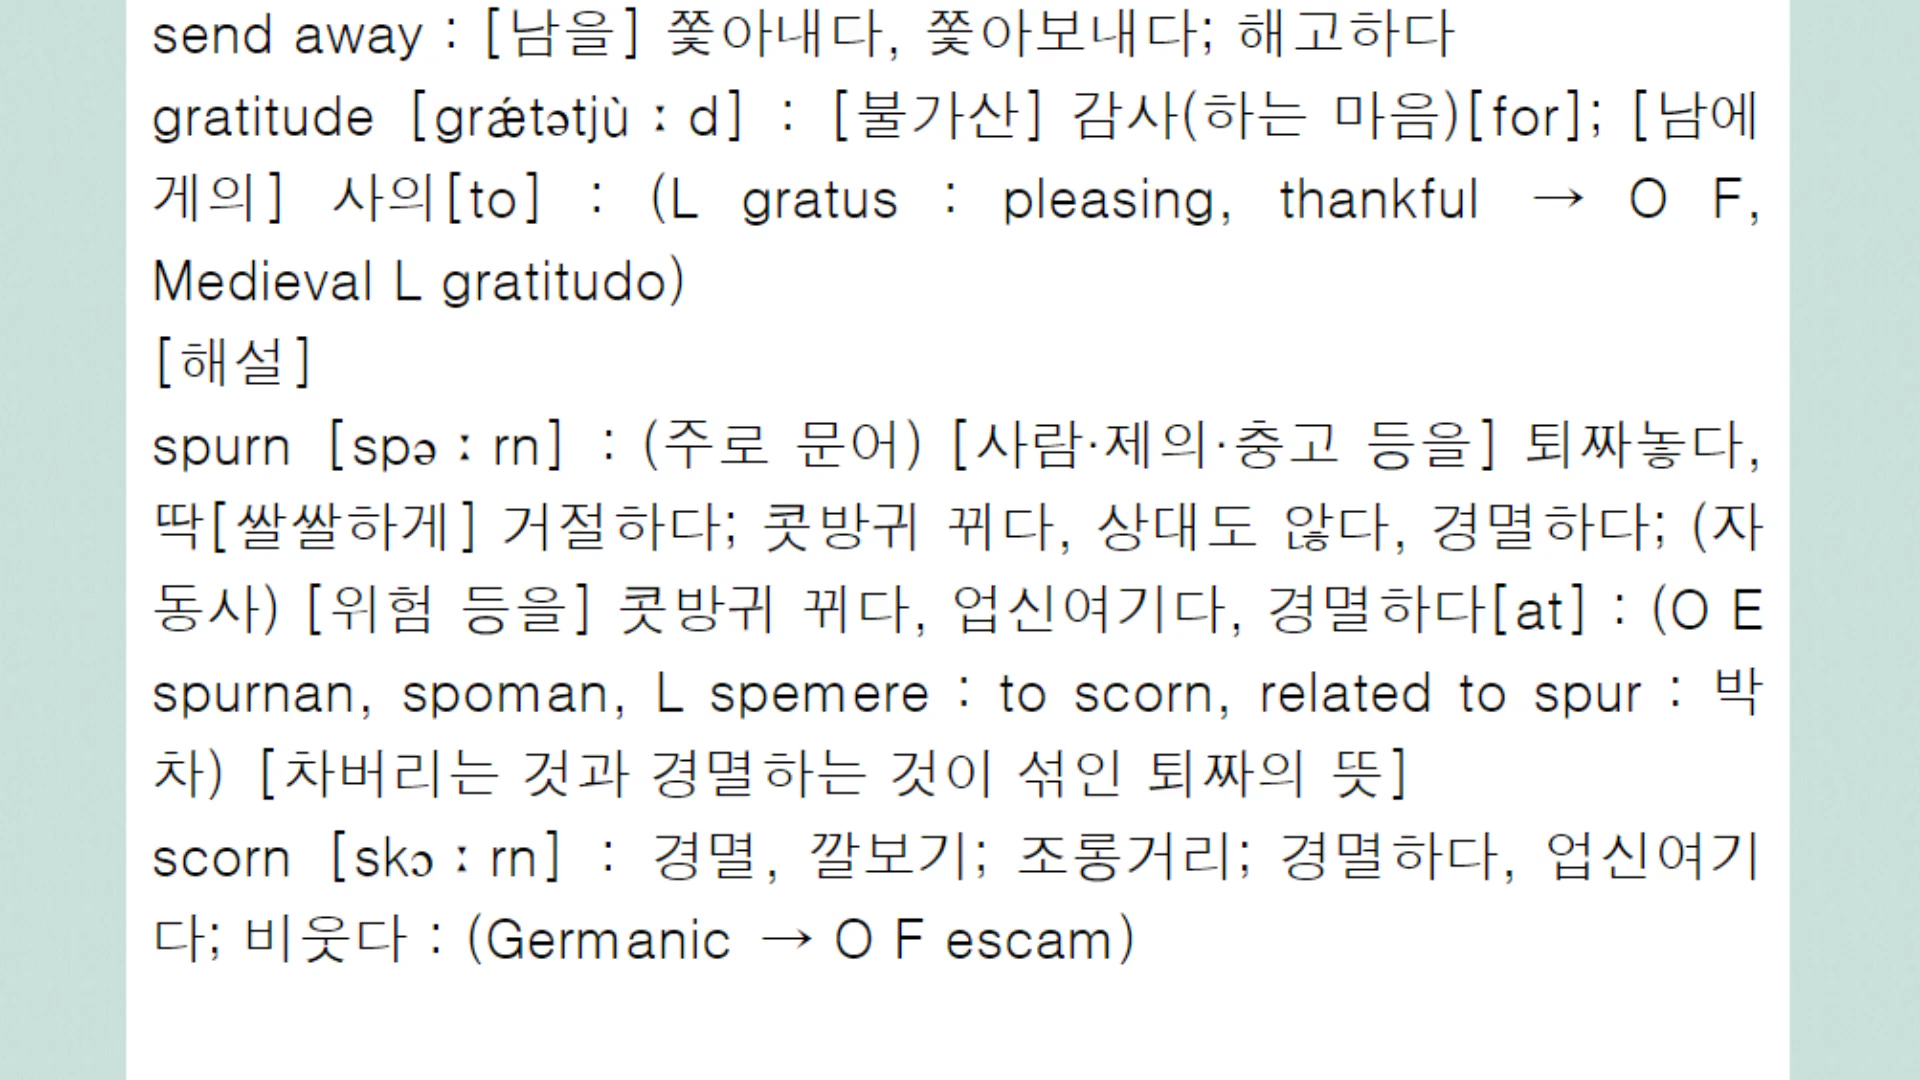 send away : [남을] 쫓아내다, 쫓아보내다; 해고하다
gratitude [grǽtətjùːd] : [불가산] 감사(하는 마음)[for]; [남에
게의] 사의[to] : (L gratus : pleasing, thankful → O F,
Medieval L gratitudo)
[해설]
spurn [spəːrn] : (주로 문어) [사람·제의·충고 등을] 퇴짜놓다,
딱[쌀쌀하게] 거절하다; 콧방귀 뀌다, 상대도 않다, 경멸하다; (자
동사) [위험 등을] 콧방귀 뀌다, 업신여기다, 경멸하다[at] : (O E
spurnan, spoman, L spemere : to scorn, related to spur : 박
차) [차버리는 것과 경멸하는 것이 섞인 퇴짜의 뜻]
scorn [skɔːrn] : 경멸, 깔보기; 조롱거리; 경멸하다, 업신여기
다; 비웃다 : (Germanic → O F escam)